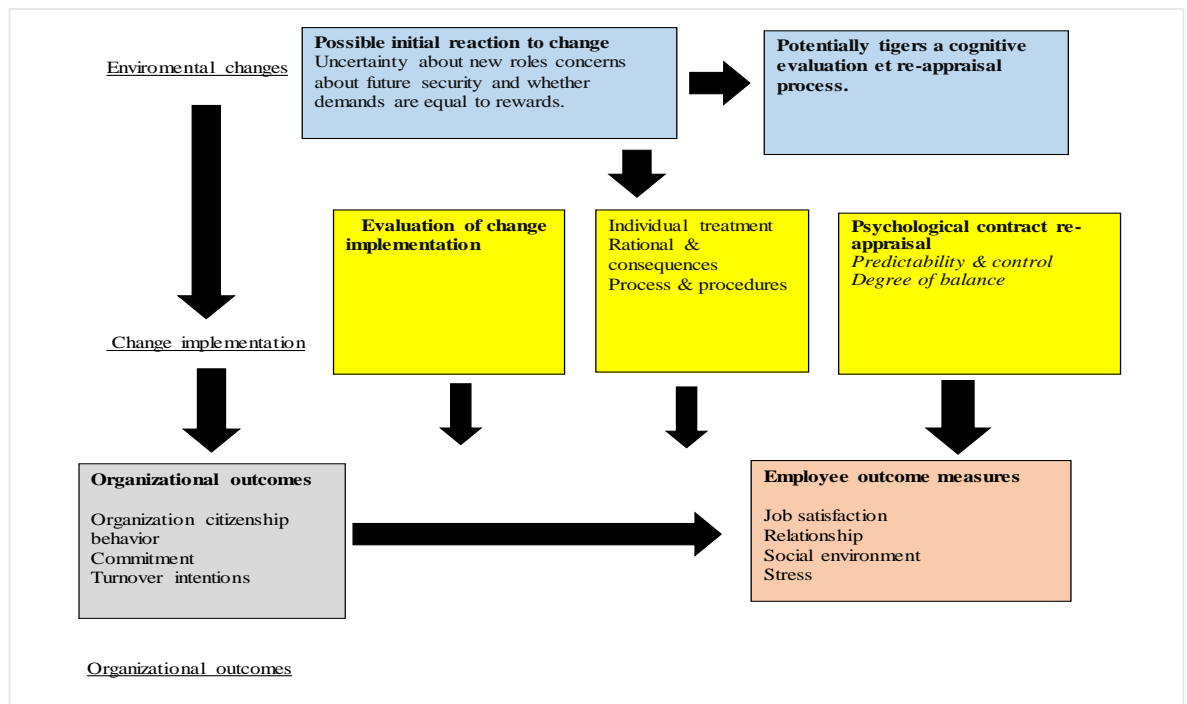 Enviromental changes
Possible initial reaction to change
Uncertainty about new roles concerns
about future security and whether
demands are equal to rewards.
Potentially tigers a cognitive
evaluation et re-appraisal
process.
Evaluation of change
implementation
Individual treatment
Rational &
consequences
Process & procedures
Psychological contract re-
appraisal
Predictability & control
Degree of balance
Change implementation
Organizational outcomes
Organization citizenship
behavior
Commitment
Turnover intentions
Employee outcome measures
Job satisfaction
Relationship
Social environment
Stress
Organizational outcomes